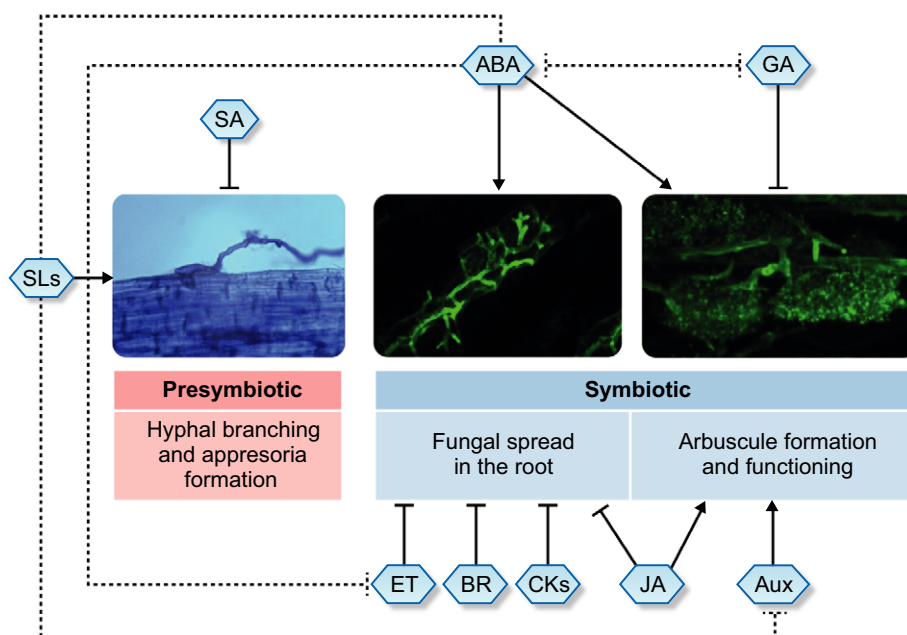 ABA
GA
SA
SLs
Presymbiotic
Symbiotic
Hyphal branching
and appresoria
formation
Fungal spread
in the root
Arbuscule formation
and functioning
ET
BR
CKs
JA
Aux